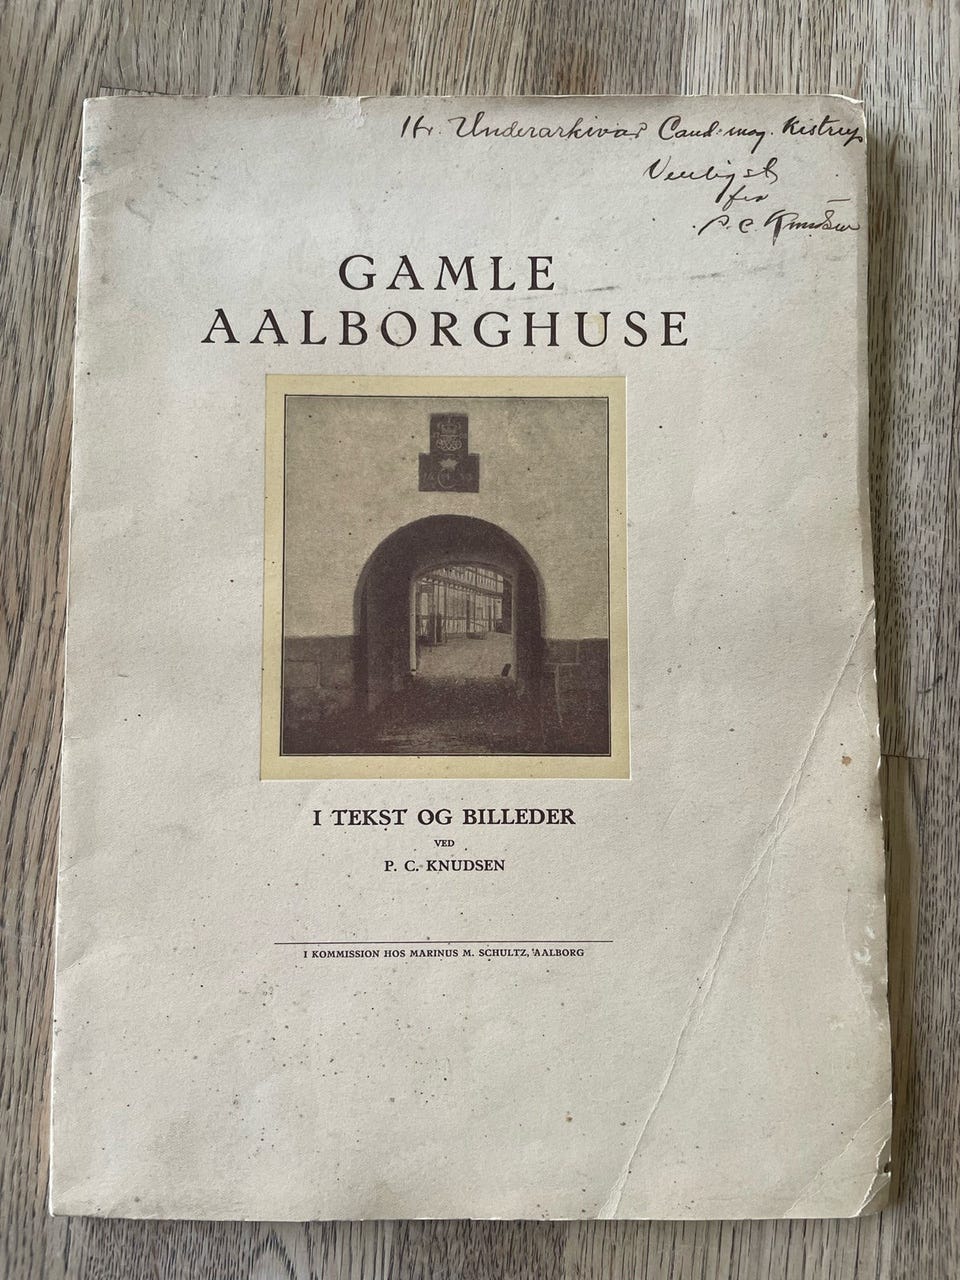 Hr. Underarkivar Cand. mag. Kistrup
Venligst
fra
P. C. Knudsen
GAMLE
AALBORGHUSE
I TEKST OG BILLEDER
VED
P. C. KNUDSEN
I KOMMISSION HOS MARINUS M. SCHULTZ, AALBORG